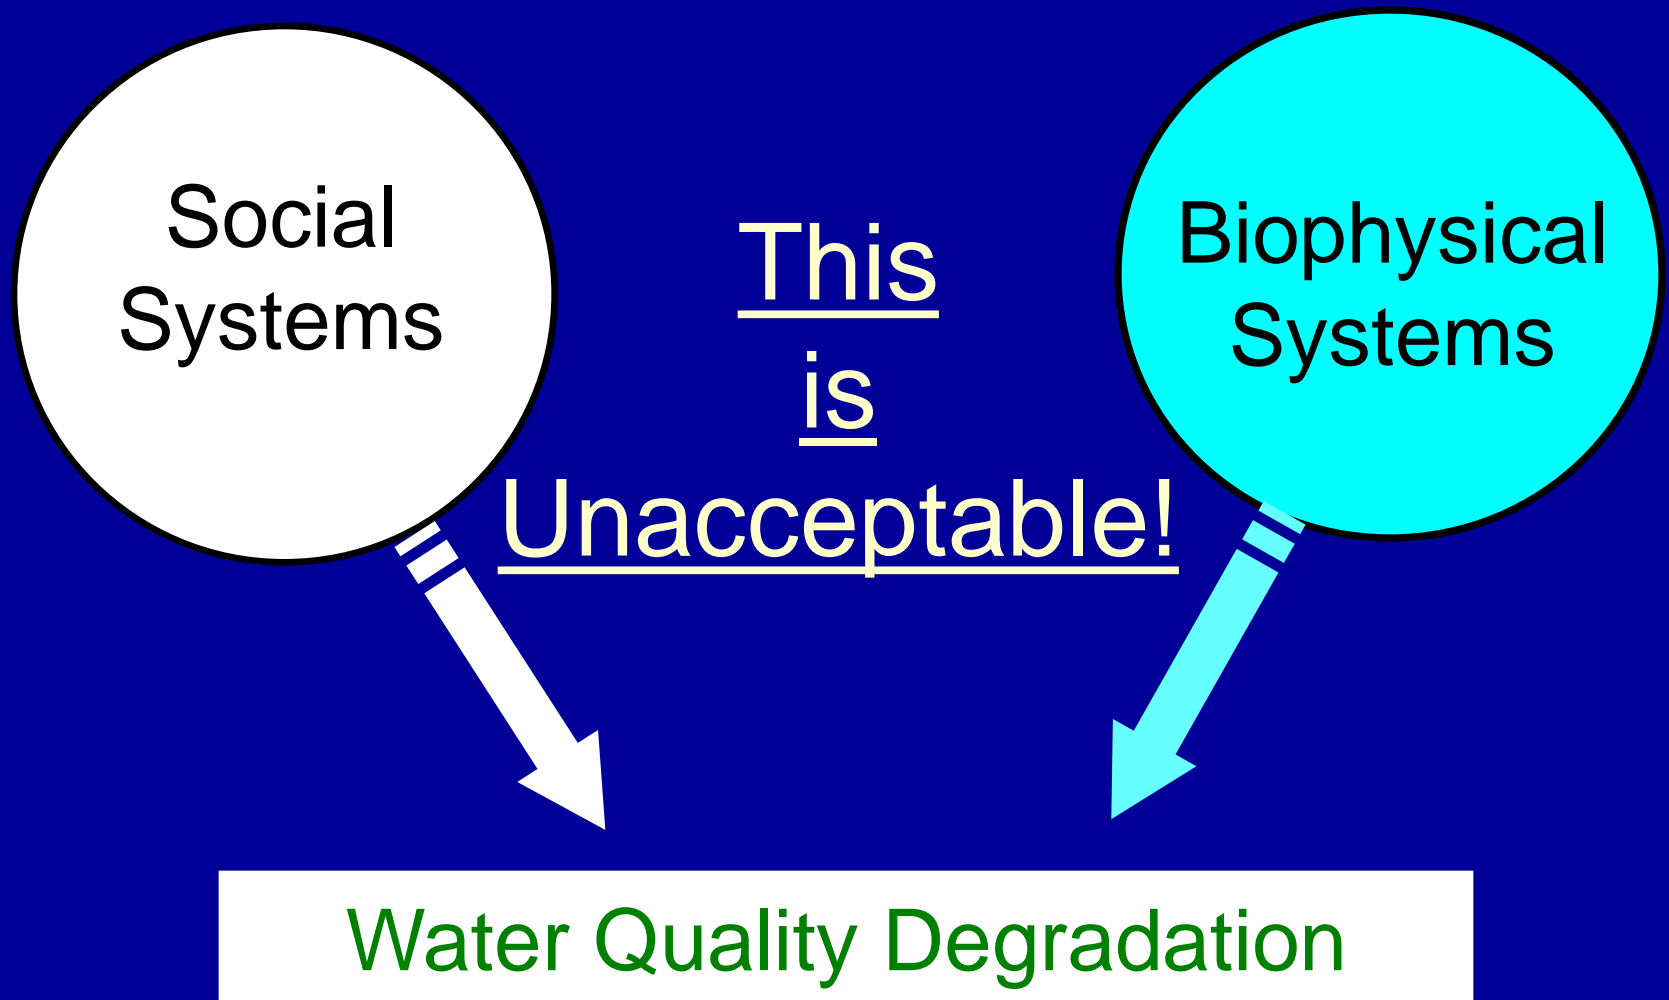 Social
Systems
This
is
Unacceptable!
Biophysical
Systems
Water Quality Degradation